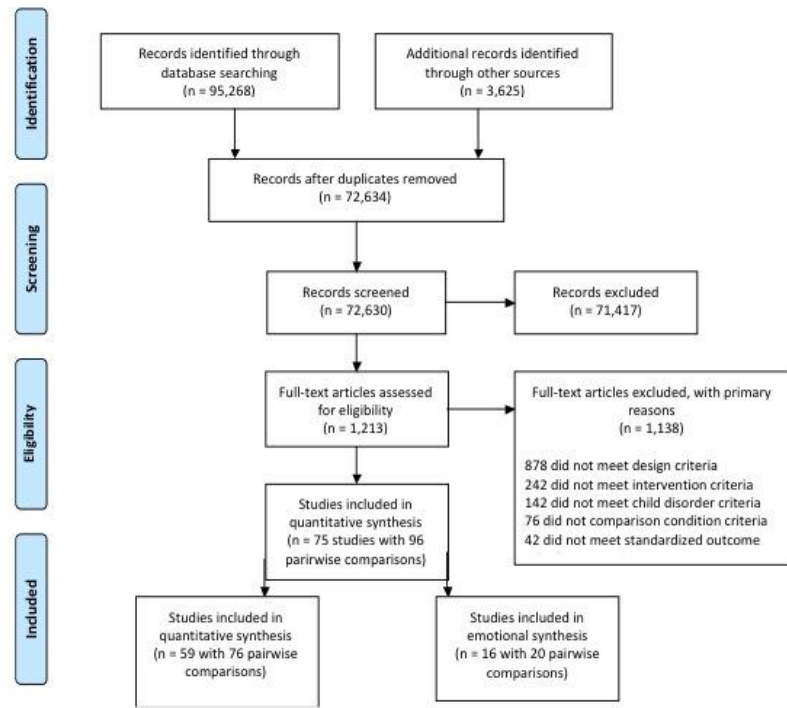 Identification
Records identified through
database searching
(n = 95,268)
Additional records identified
through other sources
(n = 3,625)
Records after duplicates removed
(n = 72,634)
Screening
Records screened
(n = 72,630)
Records excluded
(n = 71,417)
Eligibility
Full-text articles assessed
for eligibility
(n = 1,213)
Full-text articles excluded, with primary
reasons
(n = 1,138)
878 did not meet design criteria
242 did not meet intervention criteria
142 did not meet child disorder criteria
76 did not comparison condition criteria
42 did not meet standardized outcome
Studies included in
quantitative synthesis
(n = 75 studies with 96
parirwise comparisons)
Included
Studies included in
quantitative synthesis
(n = 59 with 76 pairwise
comparisons)
Studies included in
emotional synthesis
(n = 16 with 20 pairwise
comparisons)